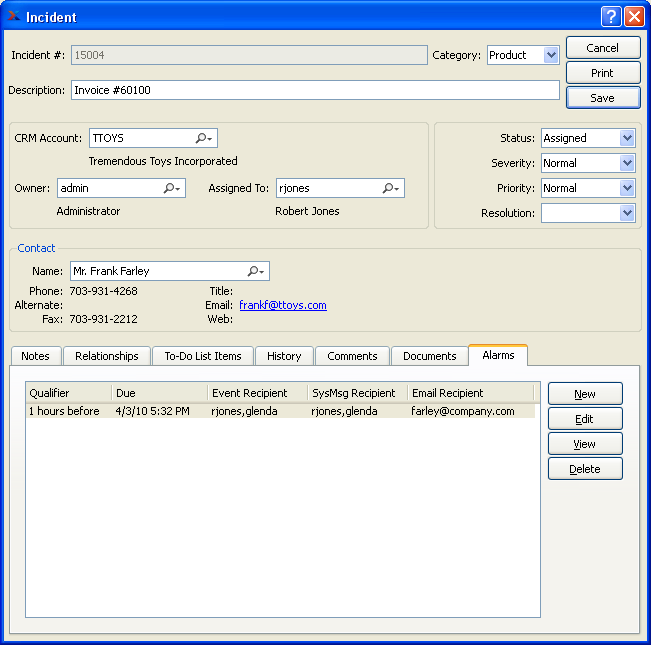 Incident
Incident #: 15004 Category: Product Cancel
Print
Description: Invoice #60100 Save
CRM Account: TTOYS Status: Assigned
Tremendous Toys Incorporated Severity: Normal
Owner: admin Assigned To: rjones Priority: Normal
Administrator Robert Jones Resolution:
Contact
Name: Mr. Frank Farley
Phone: 703-931-4268 Title:
Alternate: Email: frankf@ttoys.com
Fax: 703-931-2212 Web:
Notes Relationships To-Do List Items History Comments Documents Alarms
Qualifier Due Event Recipient SysMsg Recipient Email Recipient New
1 hours before 4/3/10 5:32 PM rjones,glenda rjones,glenda farley@company.com Edit
View
Delete